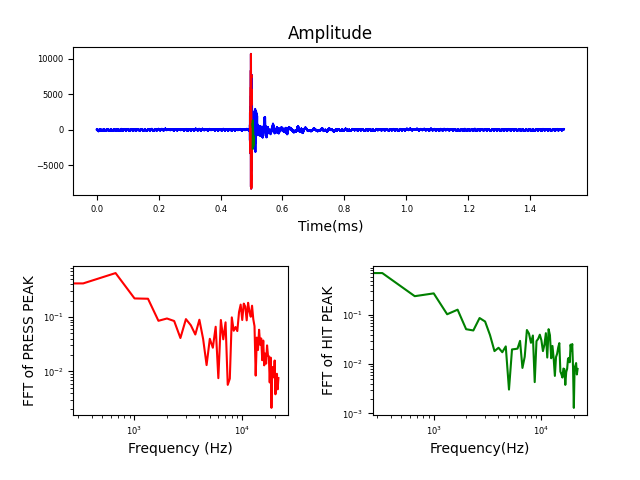 Amplitude
10000
5000
0
−5000
0.0 0.2 0.4 0.6 0.8 1.0 1.2 1.4
Time(ms)
FFT of PRESS PEAK
10⁻¹
10⁻²
10³ 10⁴
Frequency (Hz)
FFT of HIT PEAK
10⁻¹
10⁻²
10⁻³
10³ 10⁴
Frequency(Hz)